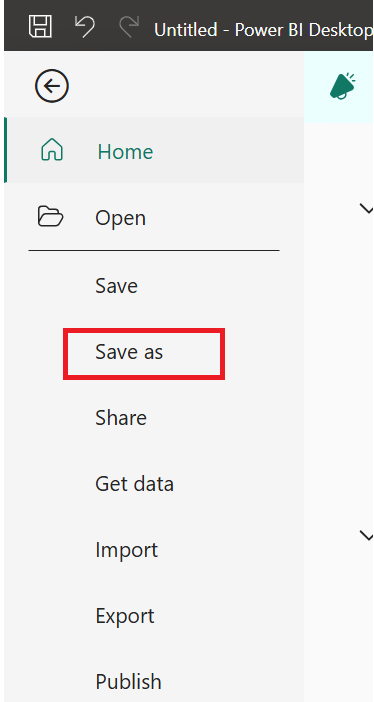 Untitled - Power BI Desktop
Home
Open
Save
Save as
Share
Get data
Import
Export
Publish